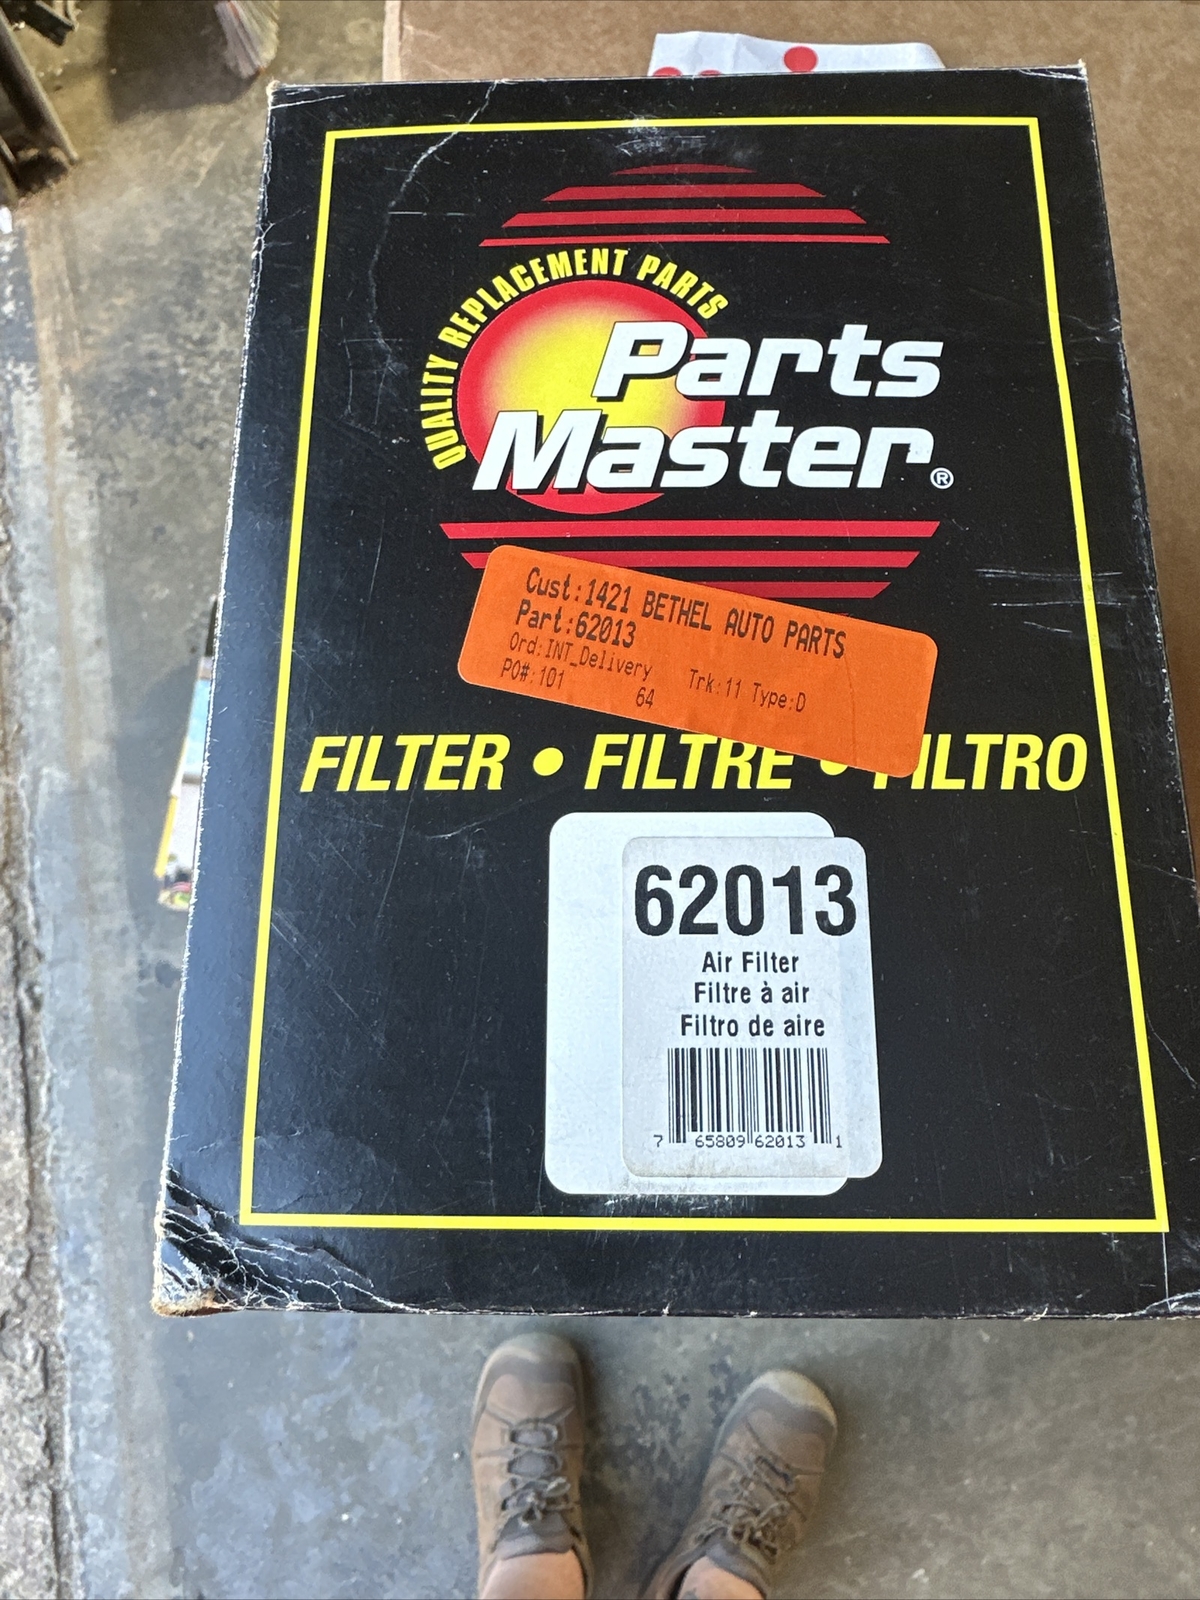 QUALITY REPLACEMENT PARTS
Parts
Master®
Cust:1421 BETHEL AUTO PARTS
Part:62013
Ord:INT_Delivery Trk:11 Type:D
PO#:101 64
FILTER • FILTRE • FILTRO
62013
Air Filter
Filtre à air
Filtro de aire
7 65809 62013 1